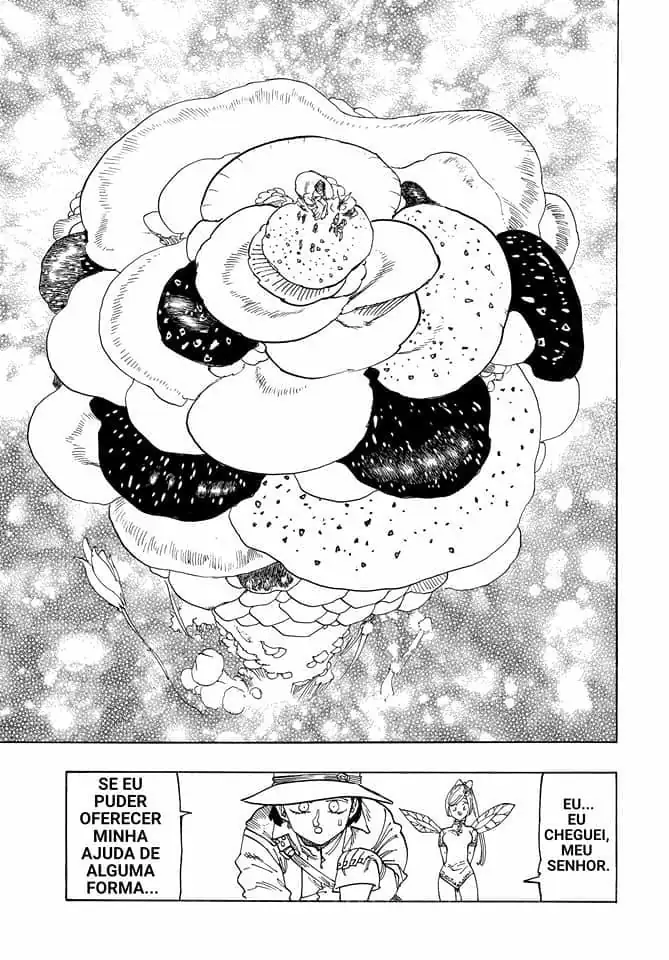 EU...
EU
CHEGUEI,
MEU
SENHOR.
SE EU
PUDER
OFERECER
MINHA
AJUDA DE
ALGUMA
FORMA...